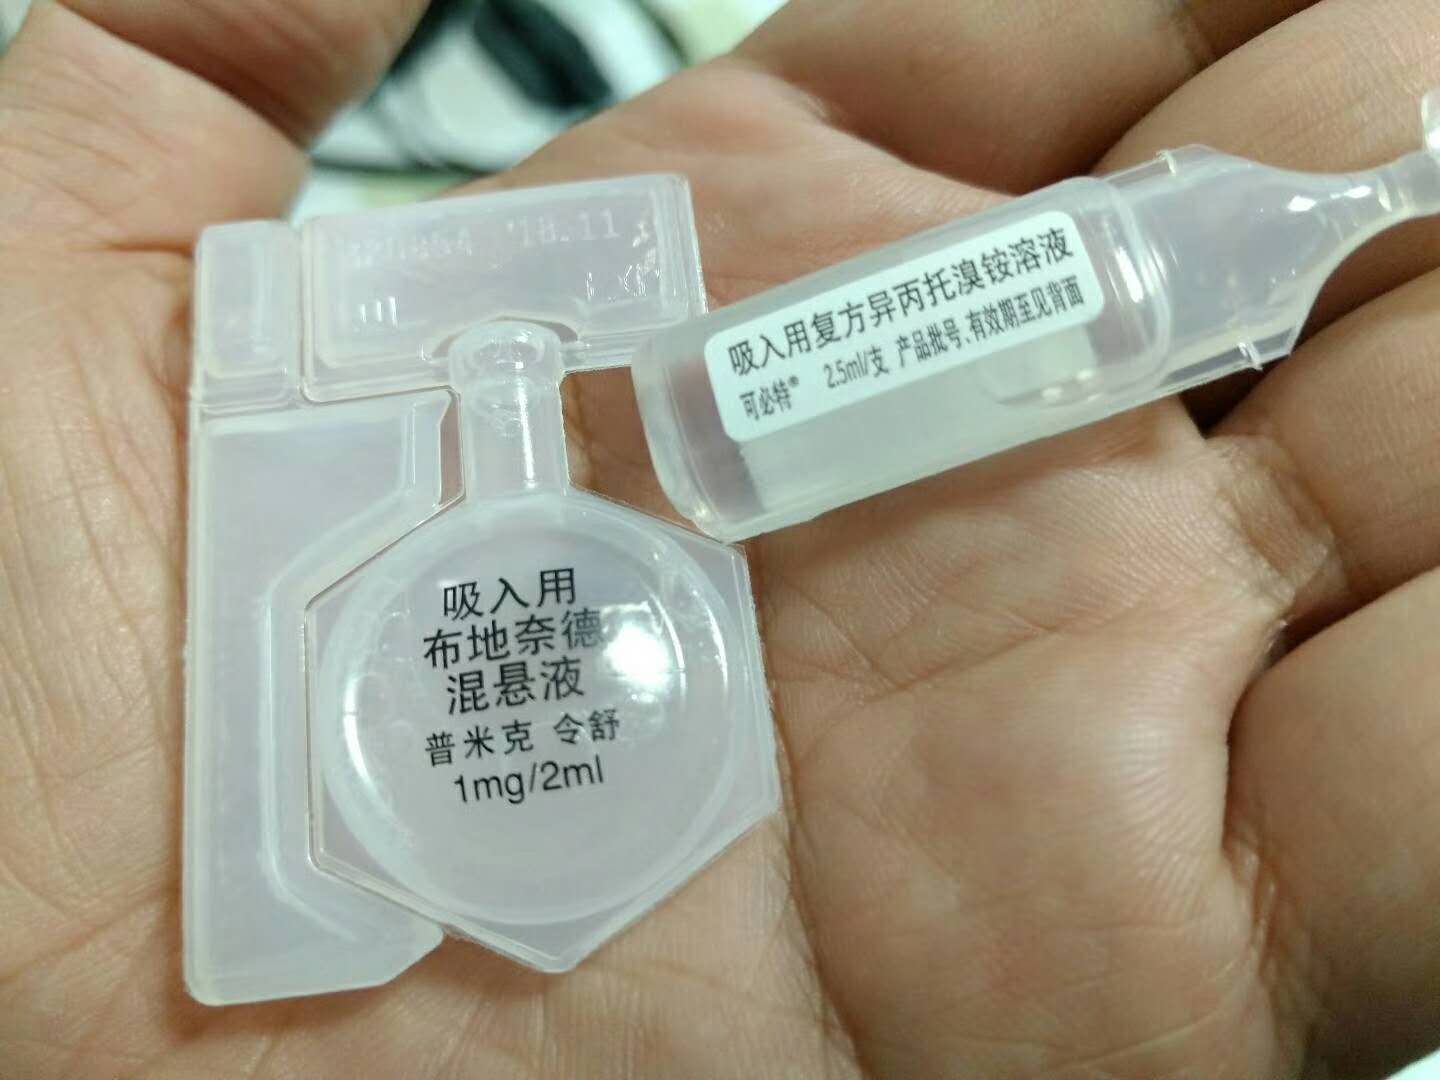 '18.11
吸入用复方异丙托溴铵溶液
可必特® 2.5ml/支 产品批号、有效期至见背面
吸入用
布地奈德
混悬液
普米克 令舒
1mg/2ml